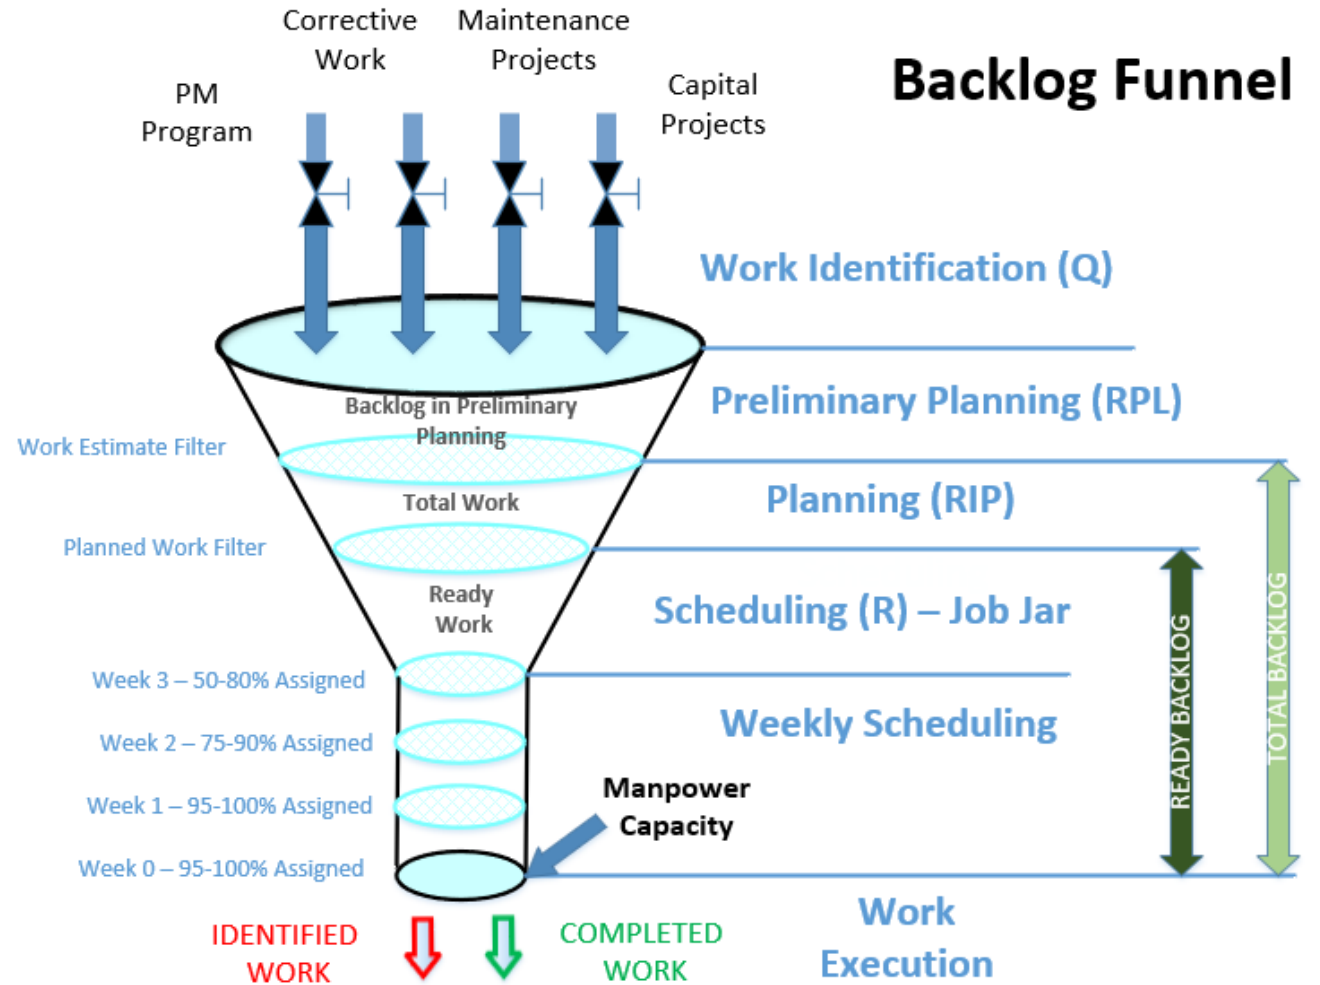 Corrective
Work
Maintenance
Projects
PM
Program
Capital
Projects
Backlog Funnel
Work Identification (Q)
Backlog in Preliminary
Planning
Preliminary Planning (RPL)
Work Estimate Filter
Total Work
Planning (RIP)
Planned Work Filter
Ready
Work
Scheduling (R) – Job Jar
READY BACKLOG
TOTAL BACKLOG
Week 3 – 50-80% Assigned
Weekly Scheduling
Week 2 – 75-90% Assigned
Week 1 – 95-100% Assigned
Manpower
Capacity
Week 0 – 95-100% Assigned
IDENTIFIED
WORK
COMPLETED
WORK
Work
Execution